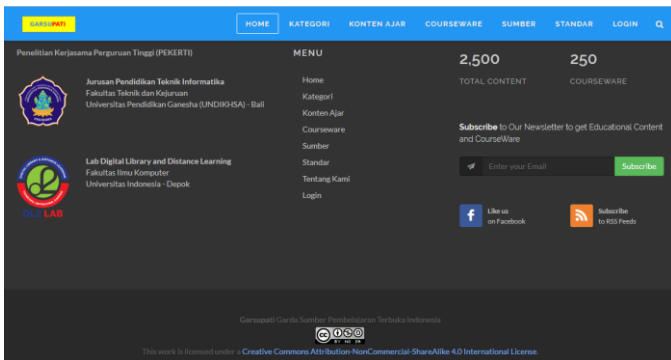 GARSUPATI
HOME KATEGORI KONTEN AJAR COURSEWARE SUMBER STANDAR LOGIN
Penelitian Kerjasama Perguruan Tinggi (PEKERTI)
Jurusan Pendidikan Teknik Informatika
Fakultas Teknik dan Kejuruan
Universitas Pendidikan Ganesha (UNDIKHSA) - Bali
Lab Digital Library and Distance Learning
Fakultas Ilmu Komputer
Universitas Indonesia - Depok
DL2 LAB
MENU
Home
Kategori
Konten Ajar
Courseware
Sumber
Standar
Tentang Kami
Login
2,500
TOTAL CONTENT
250
COURSEWARE
Subscribe to Our Newsletter to get Educational Content
and CourseWare
Enter your Email
Subscribe
Like us
on Facebook
Subscribe
to RSS Feeds
Garsupati Garda Sumber Pembelajaran Terbuka Indonesia
cc
BY NC SA
This work is licensed under a Creative Commons Attribution-NonCommercial-ShareAlike 4.0 International License.